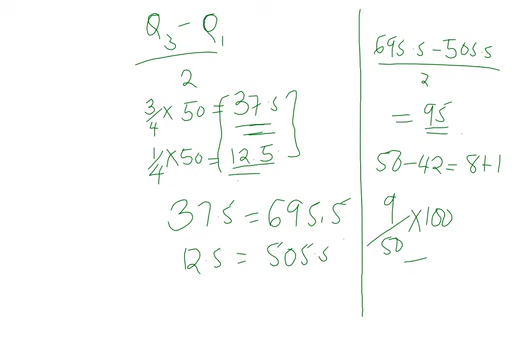 Q₃ - Q₁
2
3/4 × 50 = 37.5
1/4 × 50 = 12.5
37.5 = 695.5
12.5 = 505.5
695.5 - 505.5
2
= 95
50 - 42 = 8 + 1
9/50 × 100